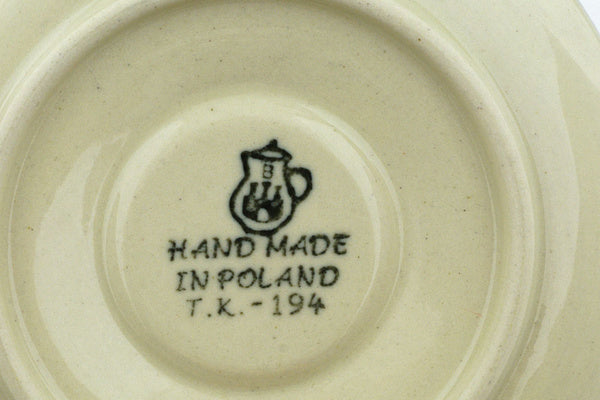 B
HAND MADE
IN POLAND
T.K.-194